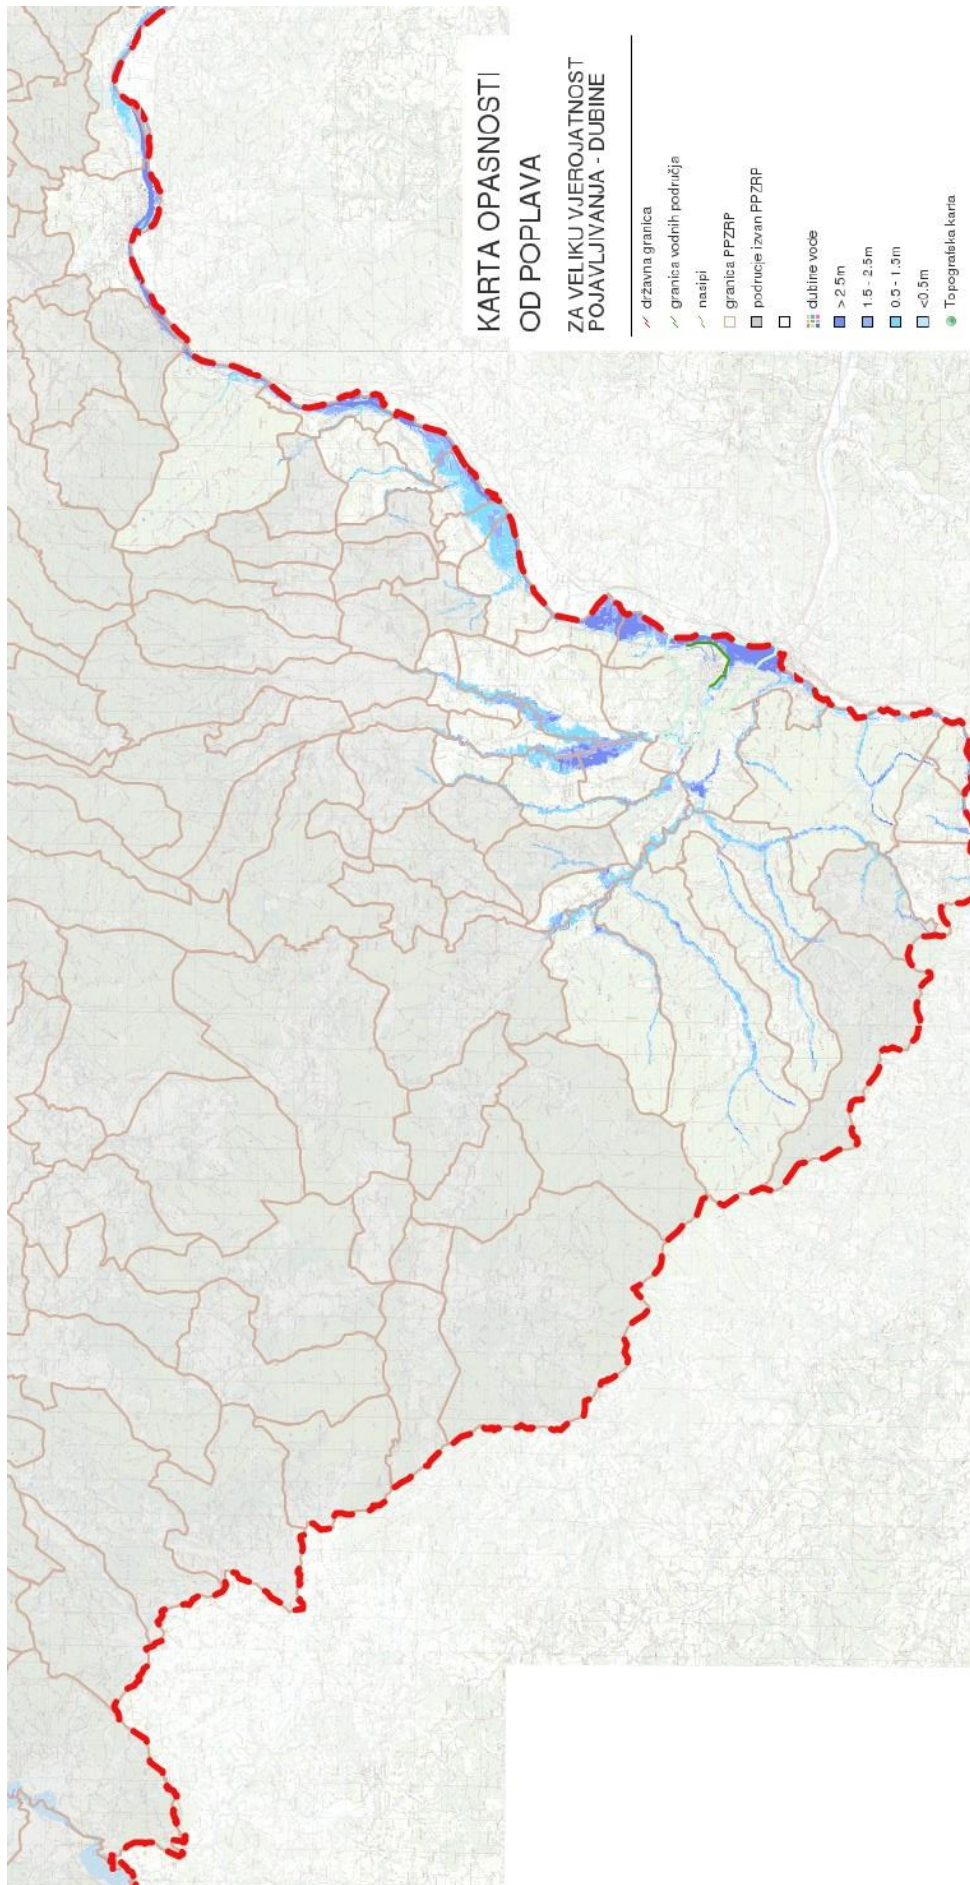 KARTA OPASNOSTI
OD POPLAVA
ZA VELIKU VJEROJATNOST
POJAVLJIVANJA - DUBINE
državna granica
granica vodnih područja
nasipi
granica PPZRP
podrucje izvan PPZRP
dubine vode
> 2.5m
1.5 - 2.5m
0.5 - 1.5m
<0.5m
Topografska karta